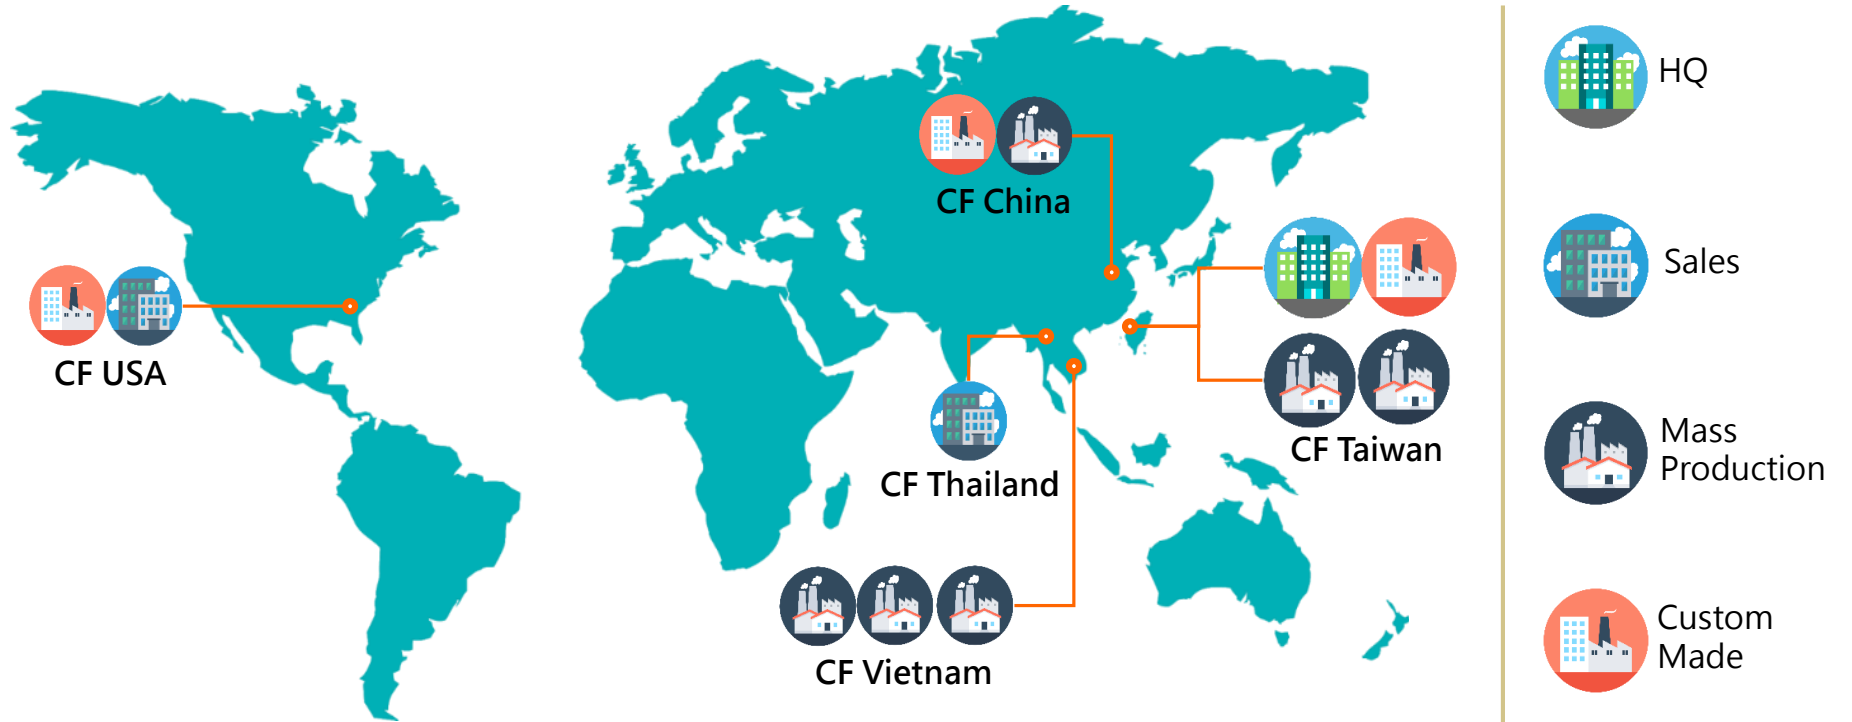 CF China
CF USA
CF Taiwan
CF Thailand
CF Vietnam
HQ
Sales
Mass
Production
Custom
Made